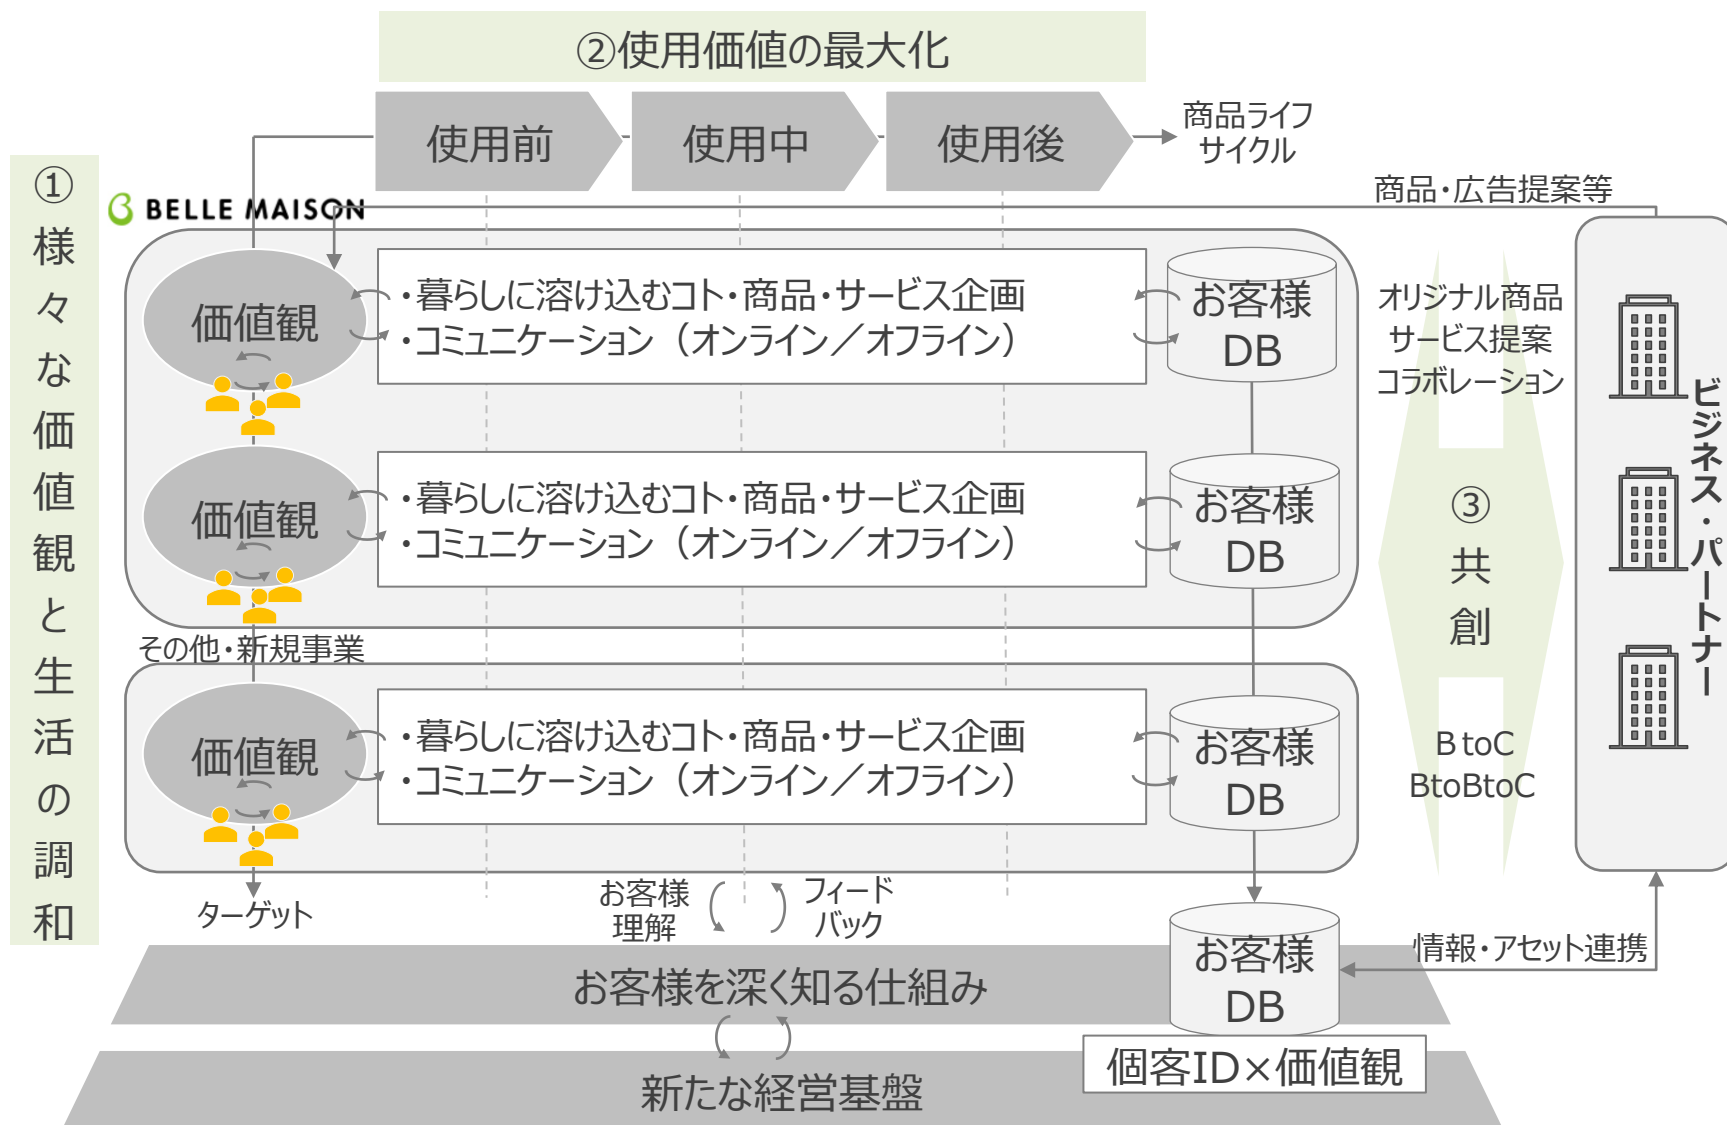 ②使用価値の最大化
使用前
使用中
使用後
商品ライフ
サイクル
①様々な価値観と生活の調和
BELLE MAISON
商品・広告提案等
価値観
・暮らしに溶け込むコト・商品・サービス企画
・コミュニケーション（オンライン／オフライン）
お客様
DB
価値観
・暮らしに溶け込むコト・商品・サービス企画
・コミュニケーション（オンライン／オフライン）
お客様
DB
その他・新規事業
価値観
・暮らしに溶け込むコト・商品・サービス企画
・コミュニケーション（オンライン／オフライン）
お客様
DB
オリジナル商品
サービス提案
コラボレーション
③共創
BtoC
BtoBtoC
ビジネス・パートナー
ターゲット
お客様
理解
フィード
バック
お客様
DB
情報・アセット連携
お客様を深く知る仕組み
個客ID×価値観
新たな経営基盤